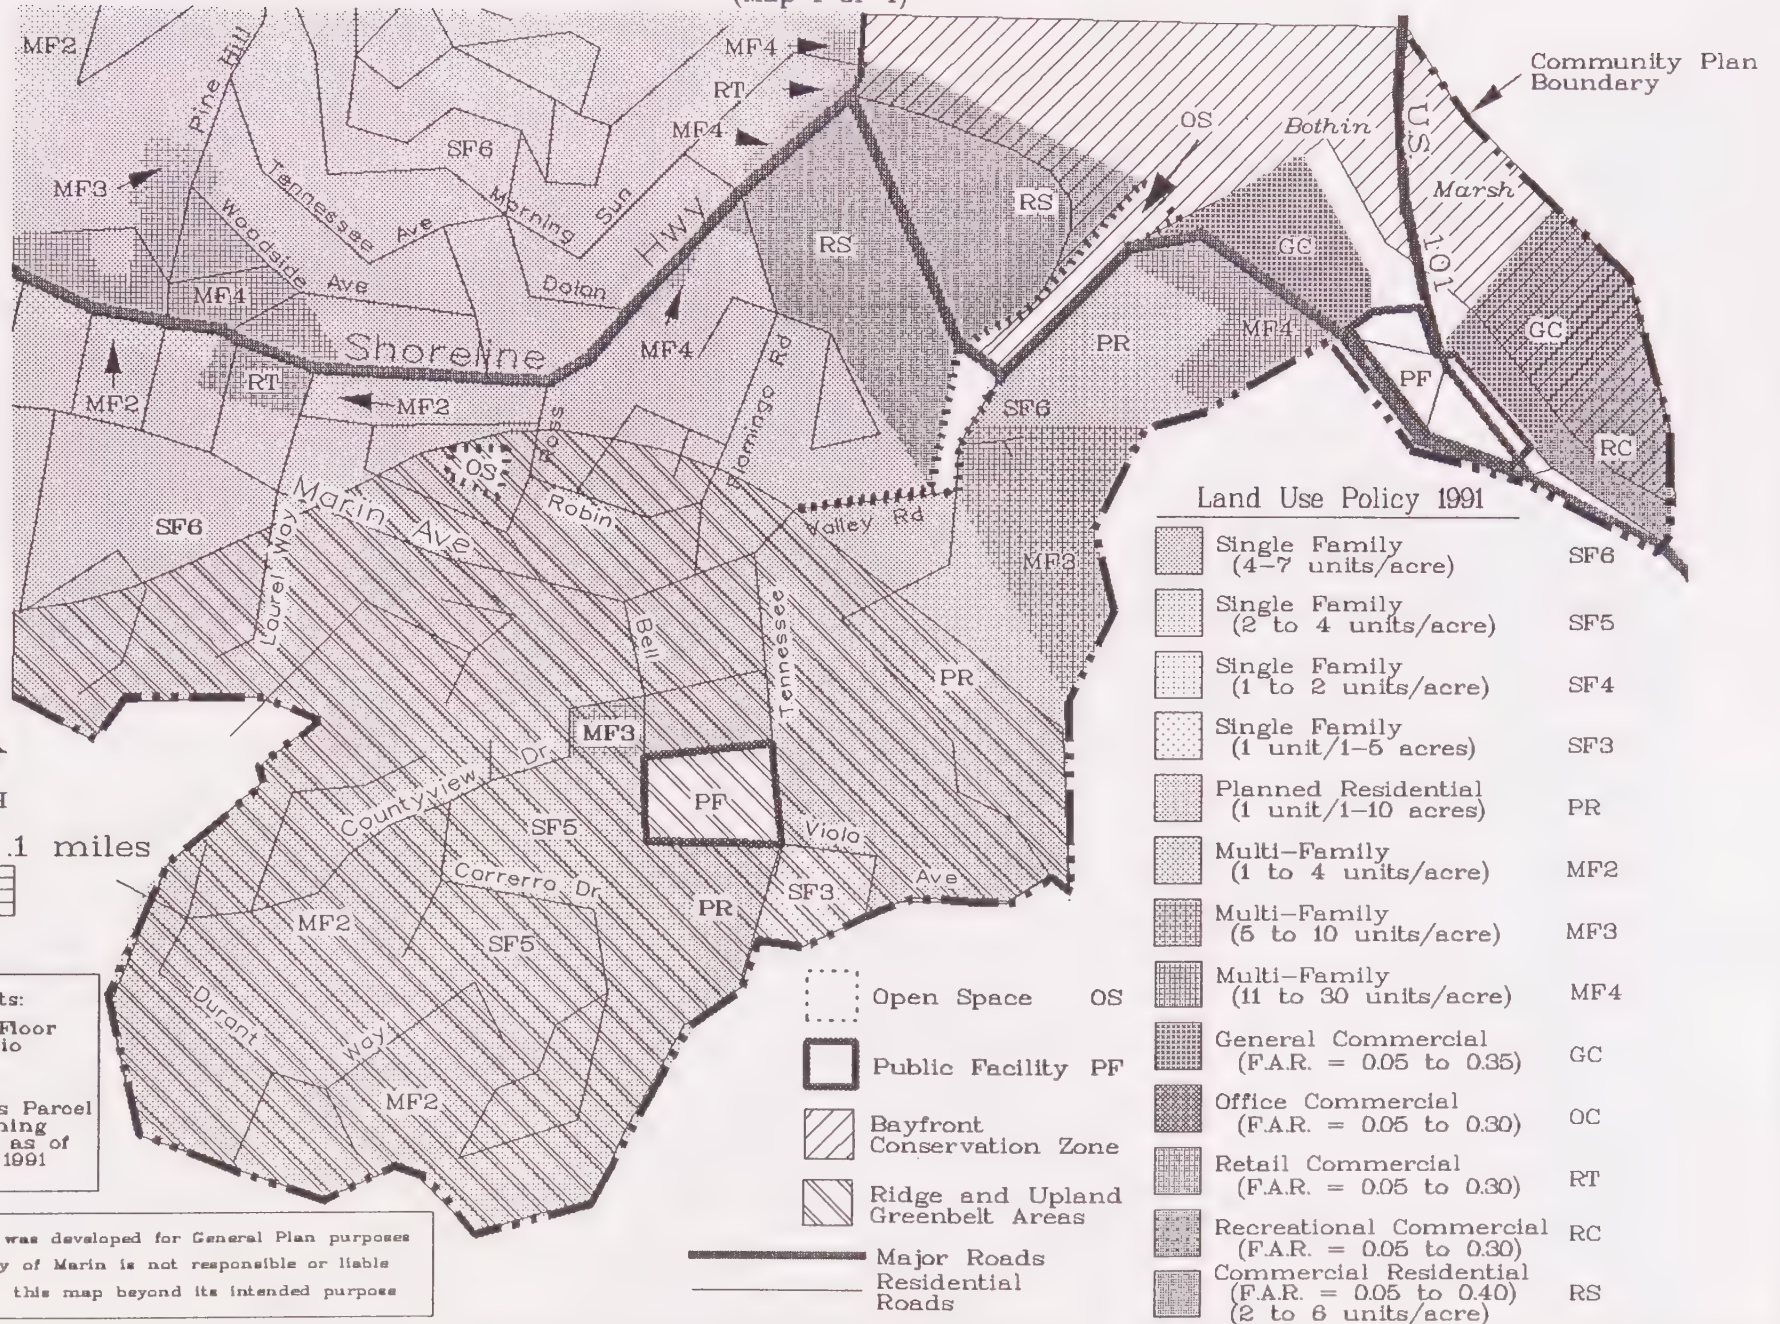 MF2
Pine Hill
MF4
RT
MF4
SF6
MF3
Tennessee
Ave
Morning
Sun
HWY
Woodside
Ave
Dolan
MF4
Shoreline
RT
MF2
MF2
MF4
RS
RS
OS
Bothin
Marsh
U.S.
101
Community Plan
Boundary
GC
GC
MF4
PR
PF
RC
SF6
Flamingo Rd
Ross
OS
Robin
Marin Ave
SF6
Laurel Way
Valley Rd
MF3
Bell
Tennessee
PR
MF3
PF
Countyview Dr
SF5
Viola
Ave
SF3
Carrera Dr
PR
MF2
SF5
Durant
Way
MF2
.1 miles
ts:
Floor
io
s Parcel
ning
as of
1991
was developed for General Plan purposes
y of Marin is not responsible or liable
this map beyond its intended purpose
Open Space OS
Public Facility PF
Bayfront
Conservation Zone
Ridge and Upland
Greenbelt Areas
Major Roads
Residential
Roads
Land Use Policy 1991
Single Family
(4-7 units/acre) SF6
Single Family
(2 to 4 units/acre) SF5
Single Family
(1 to 2 units/acre) SF4
Single Family
(1 unit/1-5 acres) SF3
Planned Residential
(1 unit/1-10 acres) PR
Multi-Family
(1 to 4 units/acre) MF2
Multi-Family
(5 to 10 units/acre) MF3
Multi-Family
(11 to 30 units/acre) MF4
General Commercial
(F.A.R. = 0.05 to 0.35) GC
Office Commercial
(F.A.R. = 0.05 to 0.30) OC
Retail Commercial
(F.A.R. = 0.05 to 0.30) RT
Recreational Commercial
(F.A.R. = 0.05 to 0.30) RC
Commercial Residential
(F.A.R. = 0.05 to 0.40)
(2 to 6 units/acre) RS